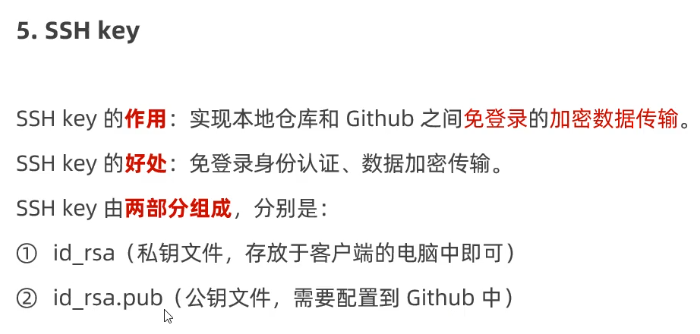 5. SSH key
SSH key 的作用：实现本地仓库和 Github 之间免登录的加密数据传输。
SSH key 的好处：免登录身份认证、数据加密传输。
SSH key 由两部分组成，分别是：
① id_rsa（私钥文件，存放于客户端的电脑中即可）
② id_rsa.pub（公钥文件，需要配置到 Github 中）